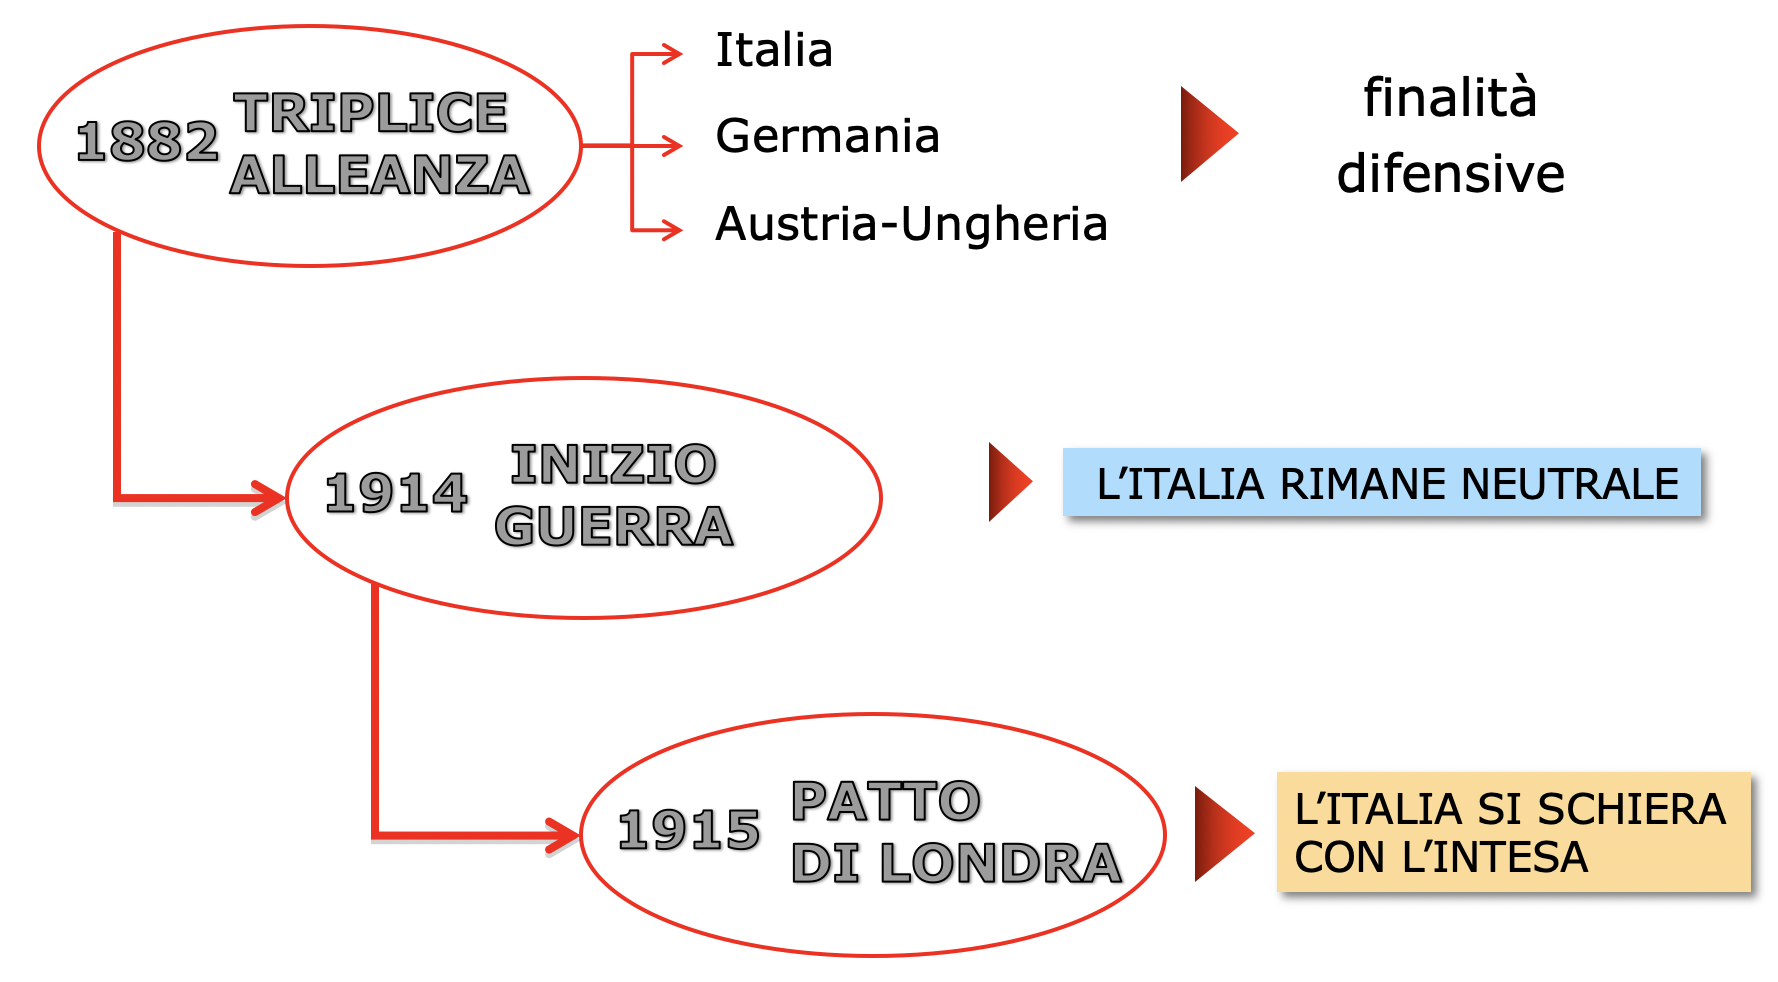 1882 TRIPLICE
ALLEANZA
Italia
Germania
Austria-Ungheria
finalità
difensive
1914 INIZIO
GUERRA
L’ITALIA RIMANE NEUTRALE
1915 PATTO
DI LONDRA
L’ITALIA SI SCHIERA
CON L’INTESA